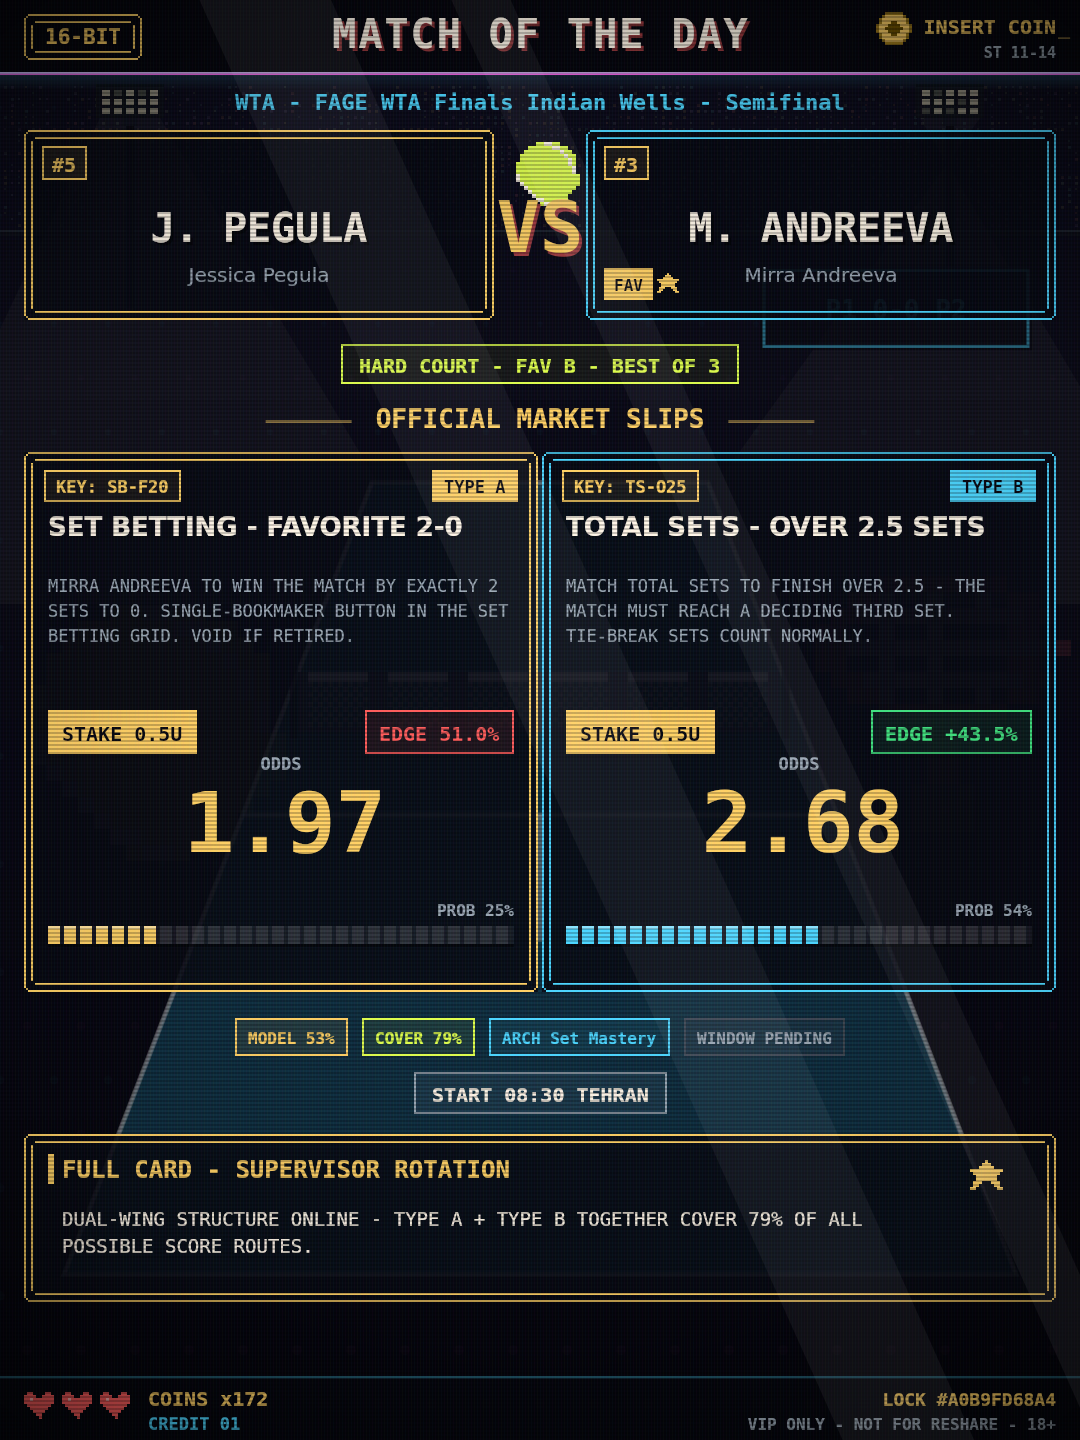 16-BIT
MATCH OF THE DAY
INSERT COIN_
ST 11-14
WTA - FAGE WTA Finals Indian Wells - Semifinal
#5
J. PEGULA
Jessica Pegula
VS
#3
M. ANDREEVA
Mirra Andreeva
FAV
P1 0-0 P2
HARD COURT - FAV B - BEST OF 3
OFFICIAL MARKET SLIPS
KEY: SB-F20
TYPE A
SET BETTING - FAVORITE 2-0
MIRRA ANDREEVA TO WIN THE MATCH BY EXACTLY 2
SETS TO 0. SINGLE-BOOKMAKER BUTTON IN THE SET
BETTING GRID. VOID IF RETIRED.
STAKE 0.5U
EDGE 51.0%
ODDS
1.97
PROB 25%
KEY: TS-O25
TYPE B
TOTAL SETS - OVER 2.5 SETS
MATCH TOTAL SETS TO FINISH OVER 2.5 - THE
MATCH MUST REACH A DECIDING THIRD SET.
TIE-BREAK SETS COUNT NORMALLY.
STAKE 0.5U
EDGE +43.5%
ODDS
2.68
PROB 54%
MODEL 53%
COVER 79%
ARCH Set Mastery
WINDOW PENDING
START 08:30 TEHRAN
FULL CARD - SUPERVISOR ROTATION
DUAL-WING STRUCTURE ONLINE - TYPE A + TYPE B TOGETHER COVER 79% OF ALL
POSSIBLE SCORE ROUTES.
COINS x172
CREDIT 01
LOCK #A0B9FD68A4
VIP ONLY - NOT FOR RESHARE - 18+